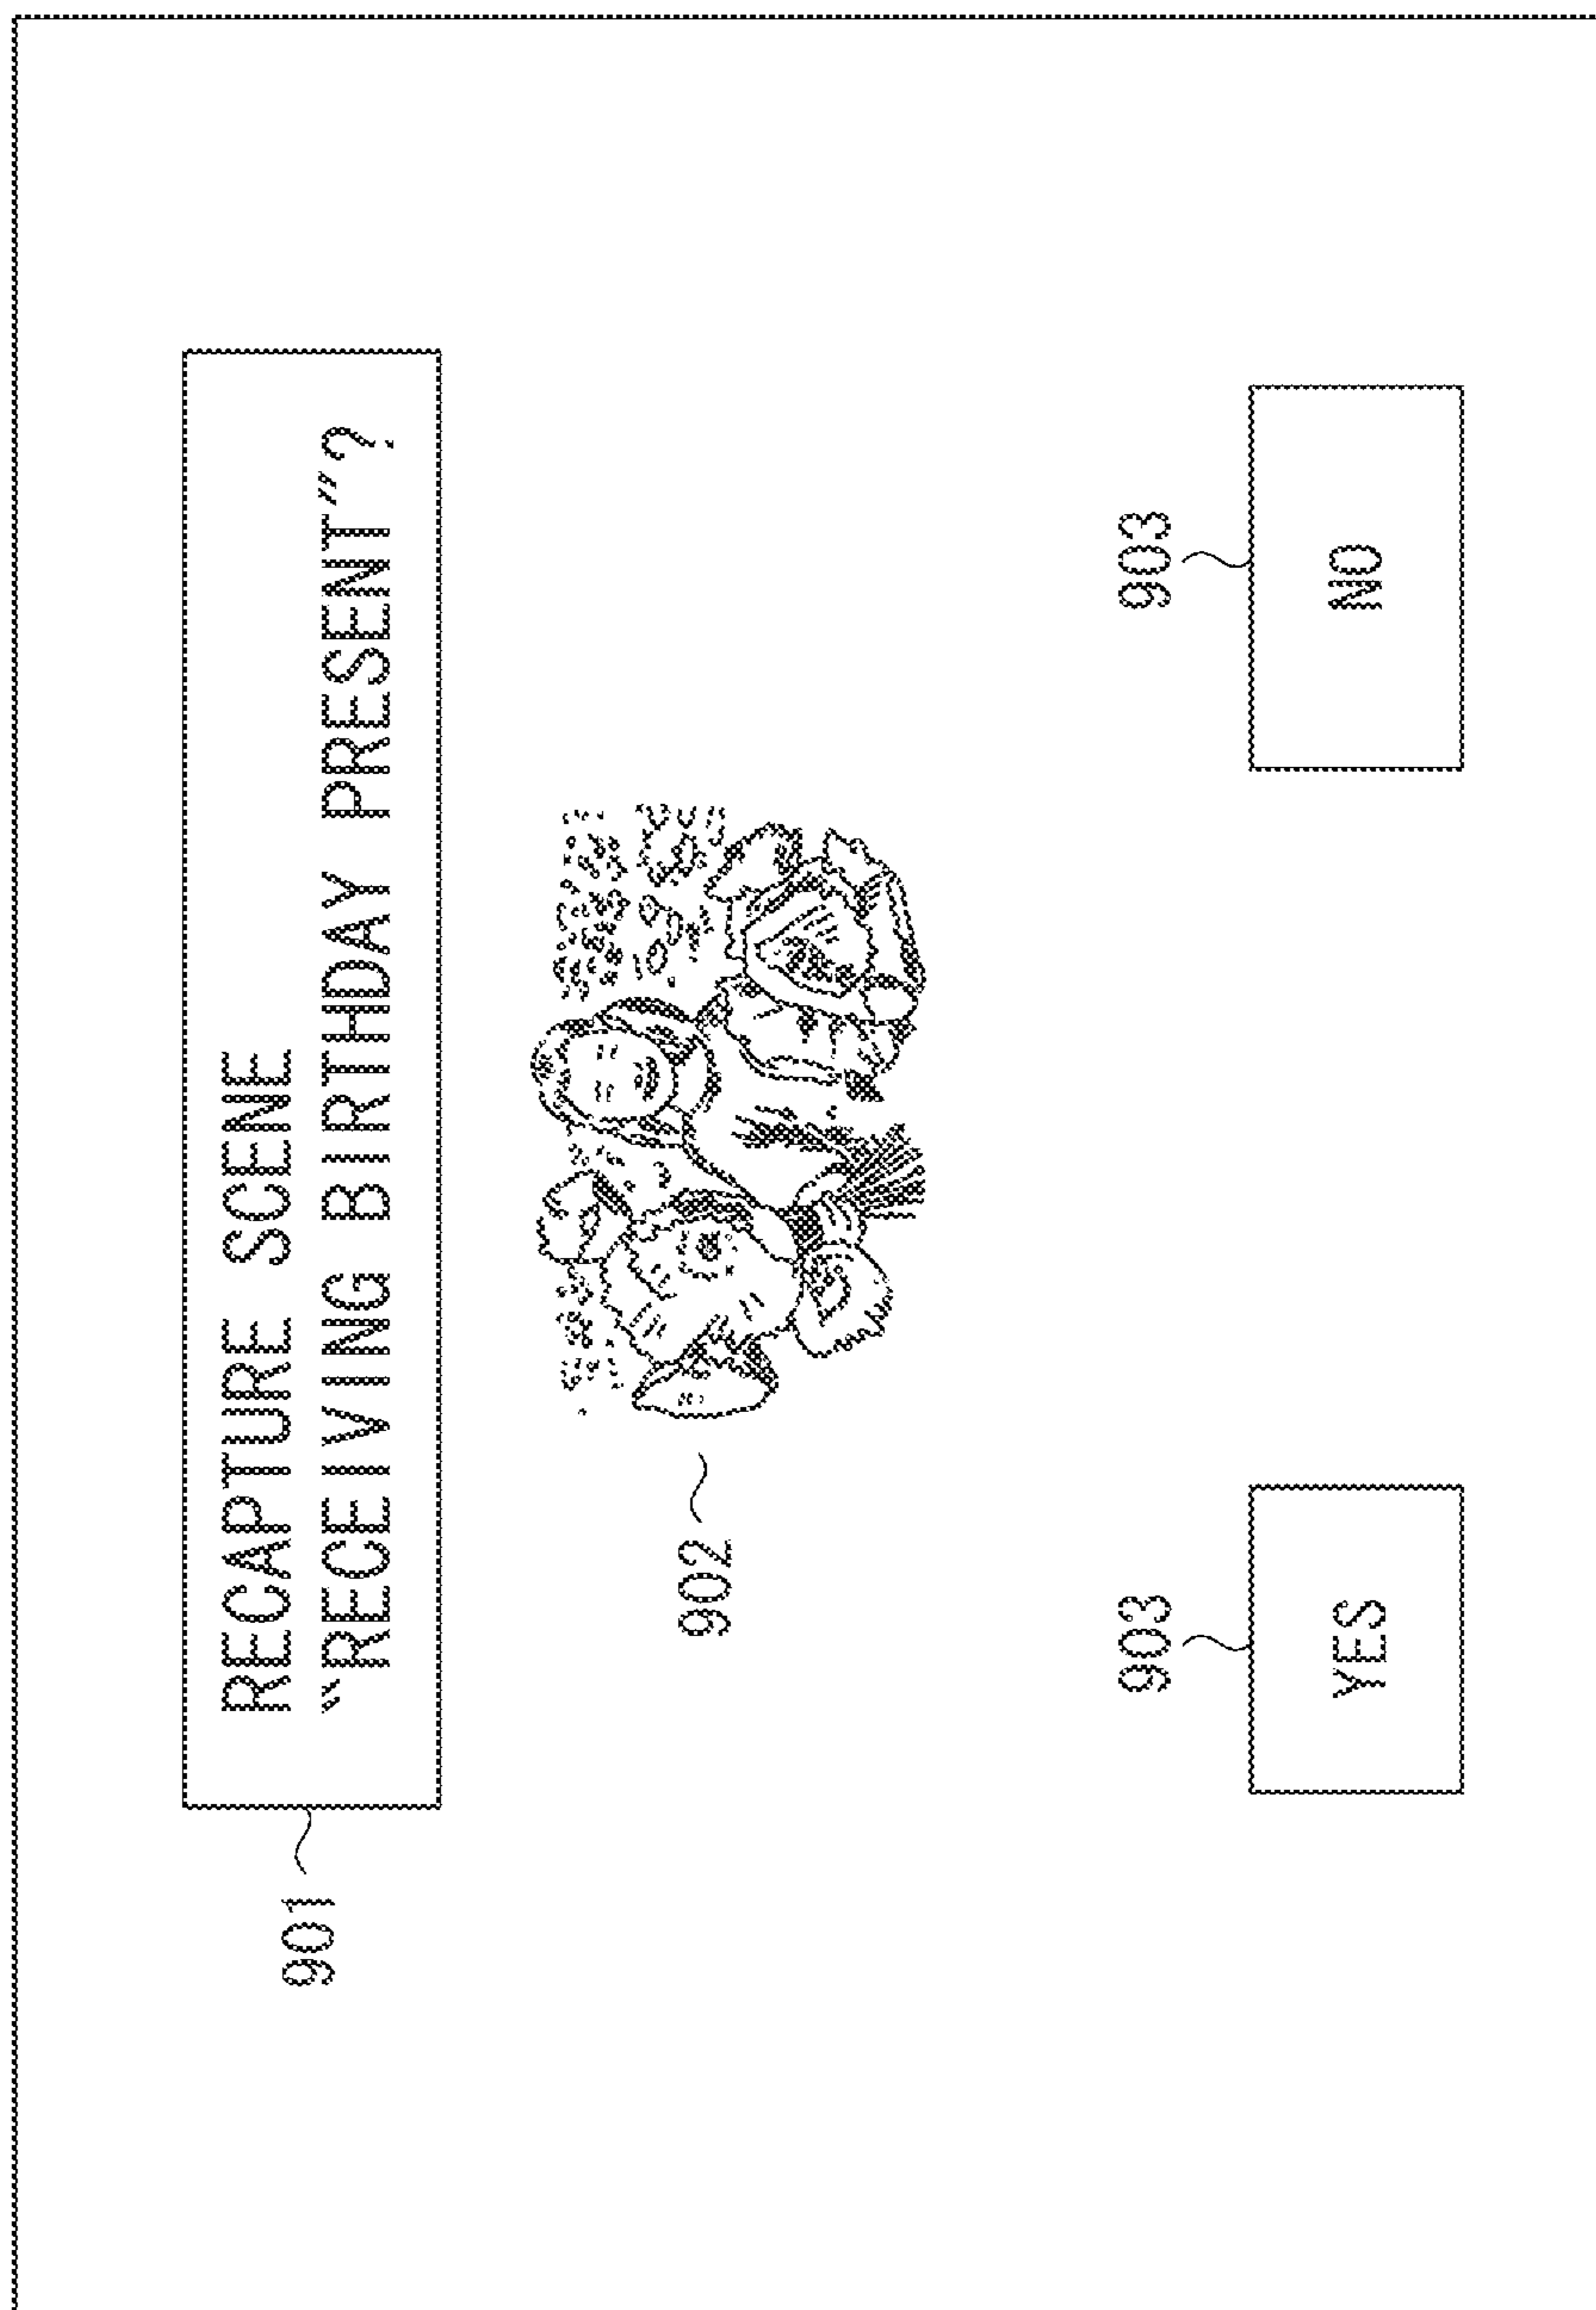 901
RECAPTURE SCENE
“RECEIVING BIRTHDAY PRESENT”?
902
903
YES
903
NO